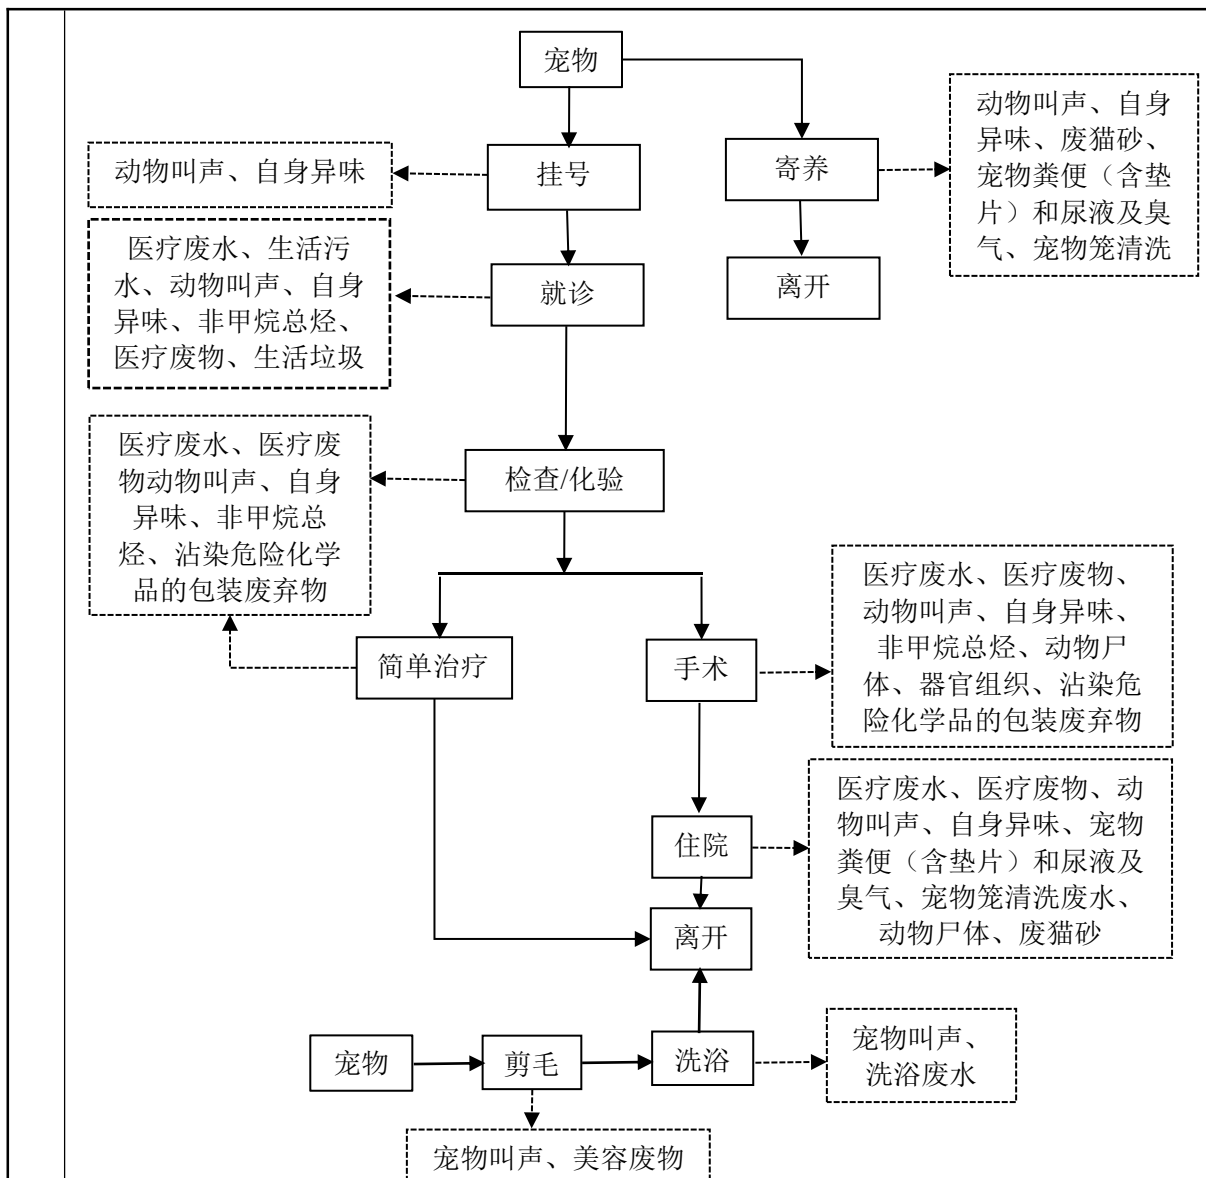 宠物
动物叫声、自身
异味、废猫砂、
宠物粪便（含垫
片）和尿液及臭
气、宠物笼清洗
动物叫声、自身异味
挂号
寄养
医疗废水、生活污
水、动物叫声、自身
异味、非甲烷总烃、
医疗废物、生活垃圾
就诊
离开
医疗废水、医疗废
物动物叫声、自身
异味、非甲烷总
烃、沾染危险化学
品的包装废弃物
检查/化验
医疗废水、医疗废物、
动物叫声、自身异味、
非甲烷总烃、动物尸
体、器官组织、沾染危
险化学品的包装废弃物
简单治疗
手术
医疗废水、医疗废物、动
物叫声、自身异味、宠物
粪便（含垫片）和尿液及
臭气、宠物笼清洗废水、
动物尸体、废猫砂
住院
离开
宠物
剪毛
洗浴
宠物叫声、
洗浴废水
宠物叫声、美容废物